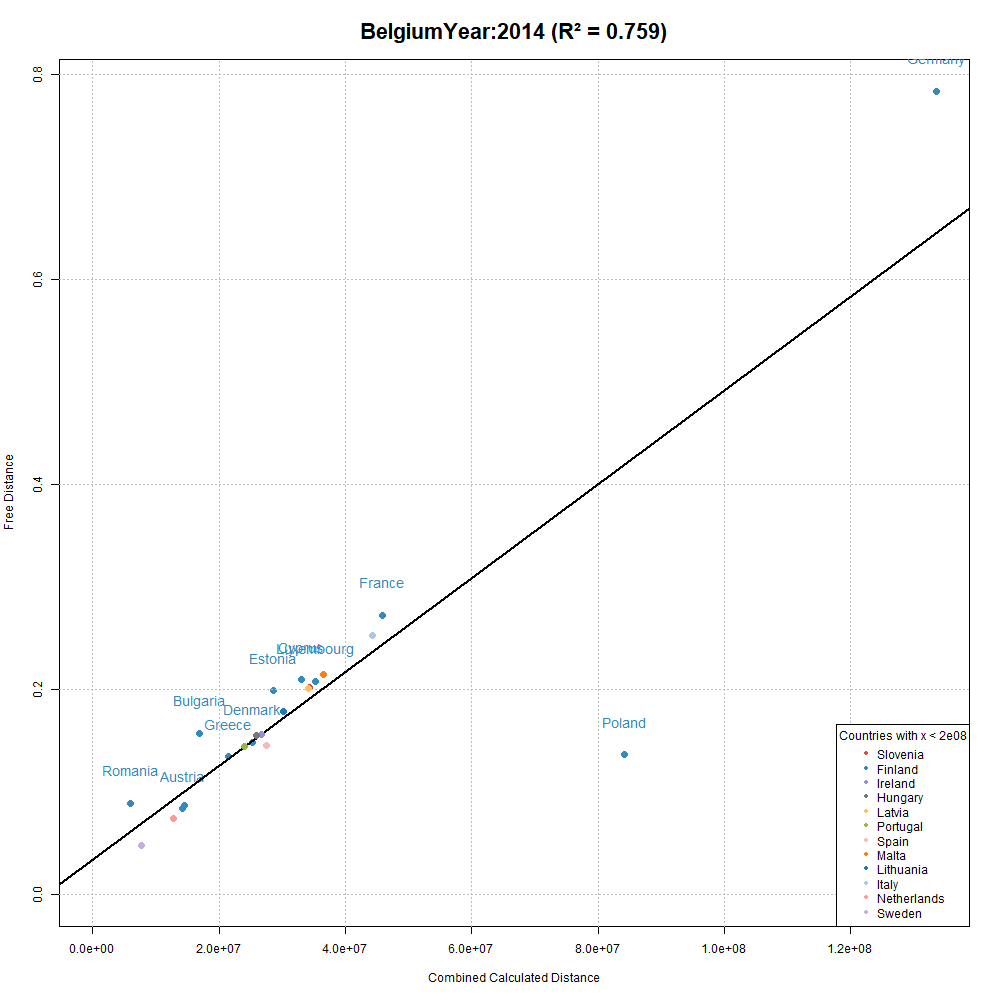 BelgiumYear:2014 (R² = 0.759)
Germany
0.8
0.6
Free Distance
0.4
France
Cyprus
Luxembourg
Estonia
0.2
Bulgaria
Denmark
Greece
Poland
Romania
Austria
0.0
Countries with x < 2e08
Slovenia
Finland
Ireland
Hungary
Latvia
Portugal
Spain
Malta
Lithuania
Italy
Netherlands
Sweden
0.0e+00 2.0e+07 4.0e+07 6.0e+07 8.0e+07 1.0e+08 1.2e+08
Combined Calculated Distance